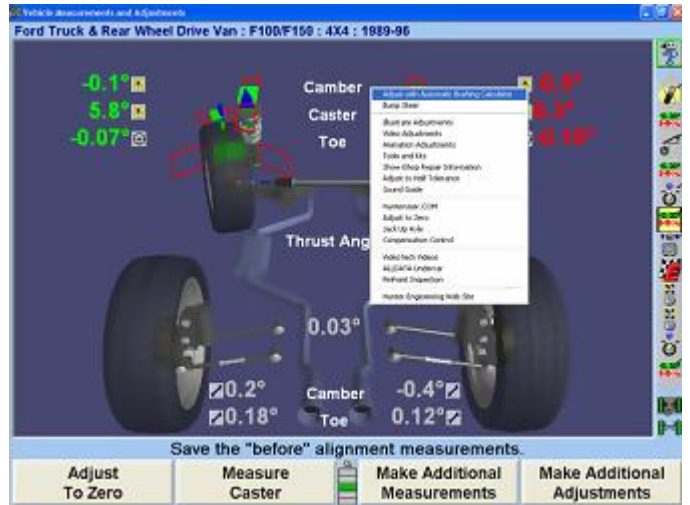 Vehicle Measurements and Adjustments
Ford Truck & Rear Wheel Drive Van : F100/F150 : 4X4 : 1989-96
-0.1°
Camber
5.8°
Caster
-0.07°
Toe
Adjust with Automatic Bushing Calculator
Bump Steer
Illustrate Adjustments
Video Adjustments
Animation Adjustments
Tools and Kits
Show Shop Repair Information
Adjust to Half Tolerance
Sound Guide
HunterUser.COM
Adjust to Zero
Jack Up Axle
Compensation Control
Video Tech Videos
ALLDATA Undercar
PinPoint Inspection
Hunter Engineering Web Site
Thrust Ang
0.03°
0.2°
Camber
-0.4°
0.18°
Toe
0.12°
Save the "before" alignment measurements.
Adjust
To Zero
Measure
Caster
Make Additional
Measurements
Make Additional
Adjustments